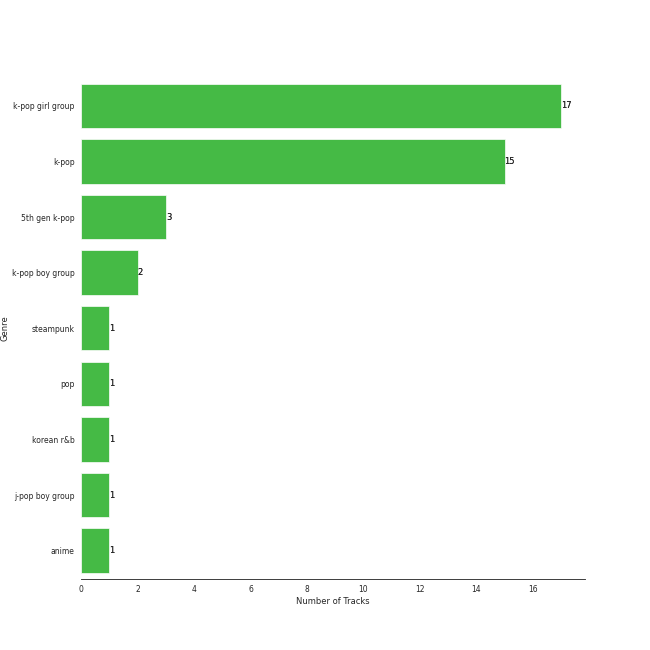 k-pop girl group 17
k-pop 15
5th gen k-pop 3
k-pop boy group 2
steampunk 1
pop 1
korean r&b 1
j-pop boy group 1
anime 1
Genre
0 2 4 6 8 10 12 14 16
Number of Tracks